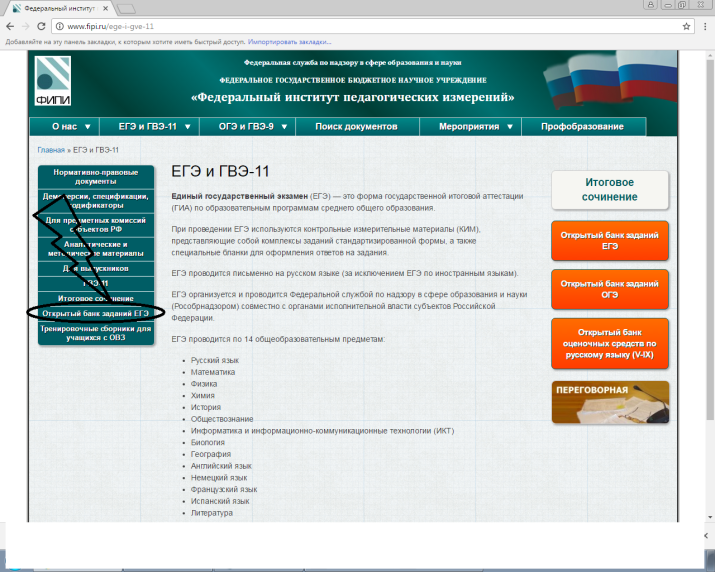 Федеральный институт
www.fipi.ru/ege-i-gve-11
Добавляйте на эту панель закладки, к которым хотите иметь быстрый доступ. Импортировать закладки...
ФИПИ
Федеральная служба по надзору в сфере образования и науки
ФЕДЕРАЛЬНОЕ ГОСУДАРСТВЕННОЕ БЮДЖЕТНОЕ НАУЧНОЕ УЧРЕЖДЕНИЕ
«Федеральный институт педагогических измерений»
О нас ▼ ЕГЭ и ГВЭ-11 ▼ ОГЭ и ГВЭ-9 ▼ Поиск документов Мероприятия ▼ Профобразование
Главная » ЕГЭ и ГВЭ-11
Нормативно-правовые
документы
спецификации,
Для предметных комиссий
субъектов РФ
Аналитические и
методические материалы
Для выпускников
Итоговое сочинение
Открытый банк заданий ЕГЭ
Тренировочные сборники для
учащихся с ОВЗ
ЕГЭ и ГВЭ-11
Единый государственный экзамен (ЕГЭ) — это форма государственной итоговой аттестации
(ГИА) по образовательным программам среднего общего образования.
При проведении ЕГЭ используются контрольные измерительные материалы (КИМ),
представляющие собой комплексы заданий стандартизированной формы, а также
специальные бланки для оформления ответов на задания.
ЕГЭ проводится письменно на русском языке (за исключением ЕГЭ по иностранным языкам).
ЕГЭ организуется и проводится Федеральной службой по надзору в сфере образования и науки
(Рособрнадзором) совместно с органами исполнительной власти субъектов Российской
Федерации.
ЕГЭ проводится по 14 общеобразовательным предметам:
• Русский язык
• Математика
• Физика
• Химия
• История
• Обществознание
• Информатика и информационно-коммуникационные технологии (ИКТ)
• Биология
• География
• Английский язык
• Немецкий язык
• Французский язык
• Испанский язык
• Литература
Итоговое
сочинение
Открытый банк заданий
ЕГЭ
Открытый банк заданий
ОГЭ
Открытый банк
оценочных средств по
русскому языку (V-IX)
ПЕРЕГОВОРНАЯ